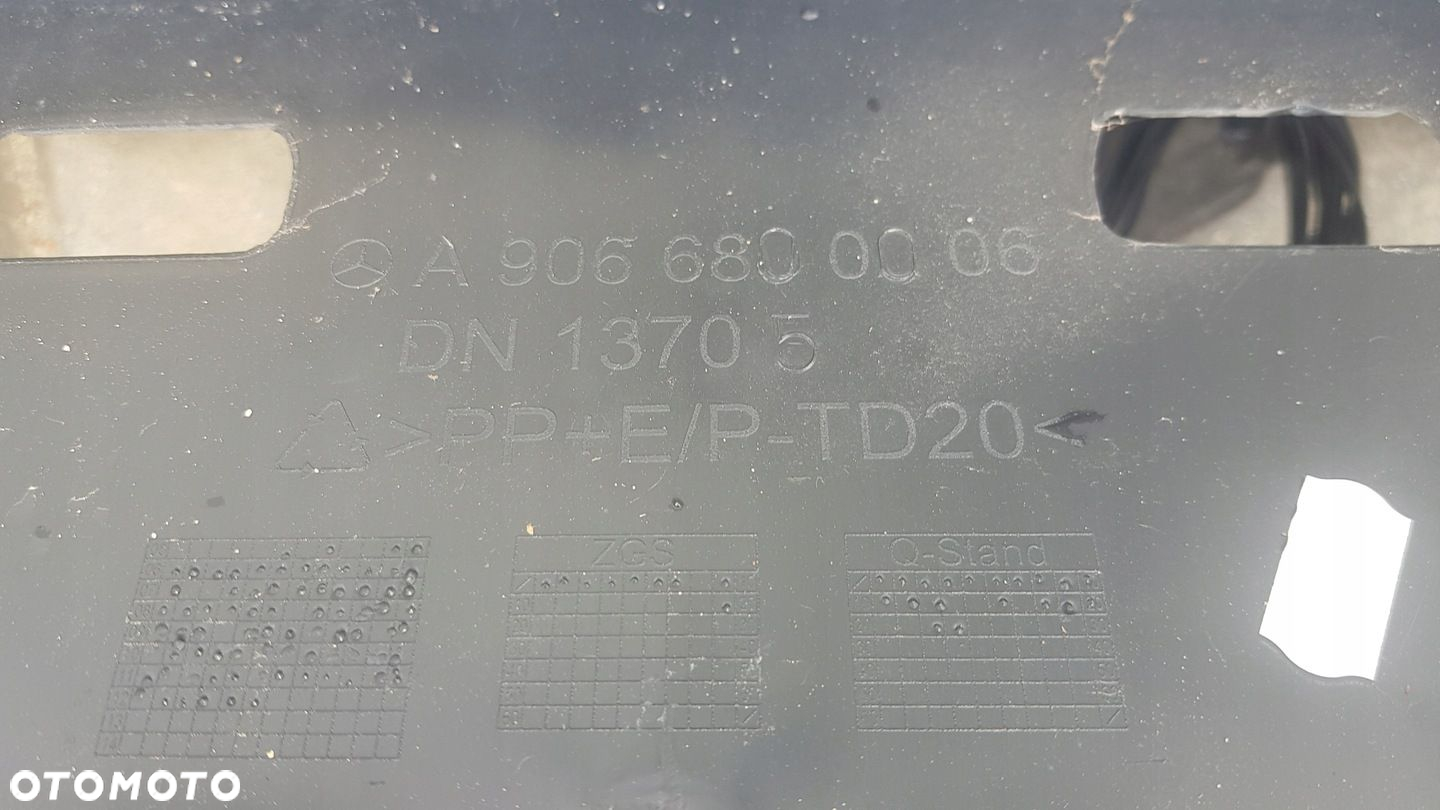 A 906 680 00 06
DN 1370 5
>PP+E/P-TD20<
ZGS
Q-Stand
OTOMOTO